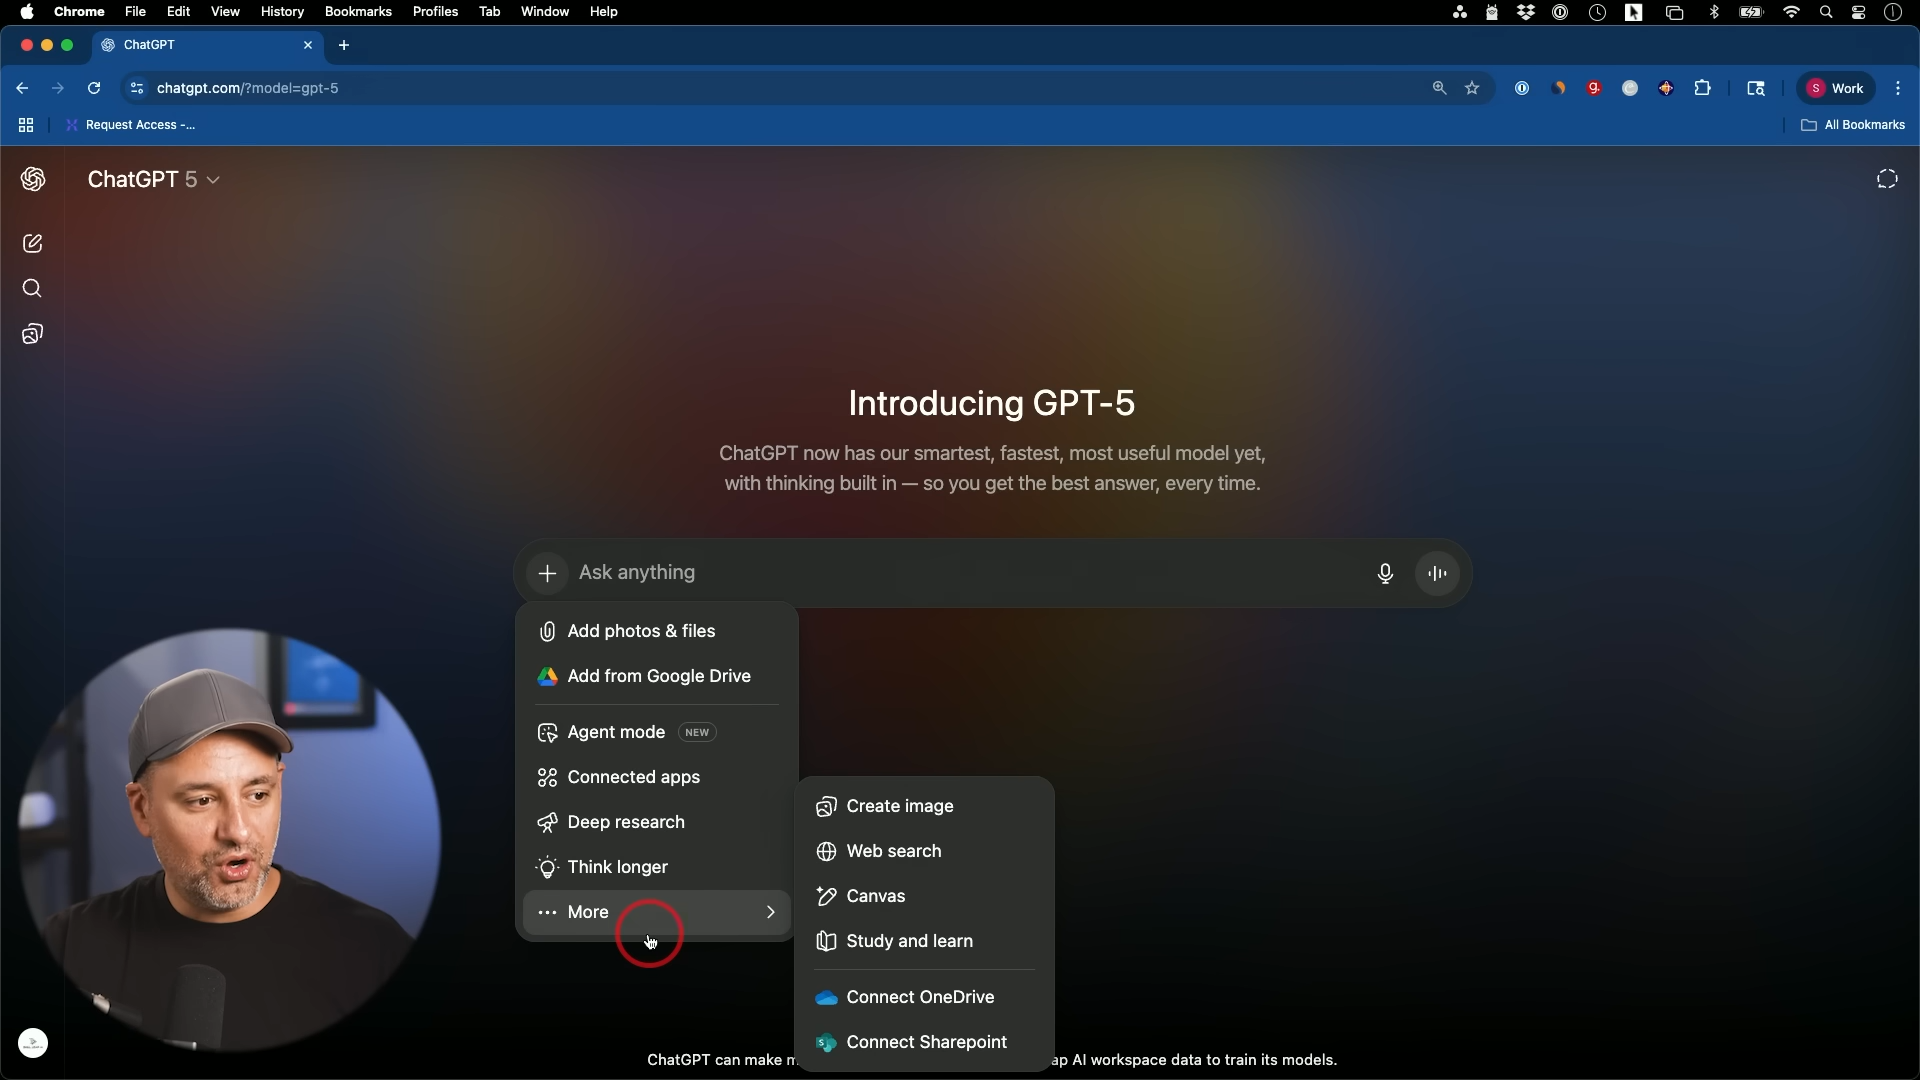 Chrome File Edit View History Bookmarks Profiles Tab Window Help
ChatGPT
chatgpt.com/?model=gpt-5
S Work
Request Access -...
All Bookmarks
ChatGPT 5
Introducing GPT-5
ChatGPT now has our smartest, fastest, most useful model yet,
with thinking built in — so you get the best answer, every time.
Ask anything
Add photos & files
Add from Google Drive
Agent mode NEW
Connected apps
Deep research
Think longer
More
Create image
Web search
Canvas
Study and learn
Connect OneDrive
Connect Sharepoint
ChatGPT can make m
ap AI workspace data to train its models.